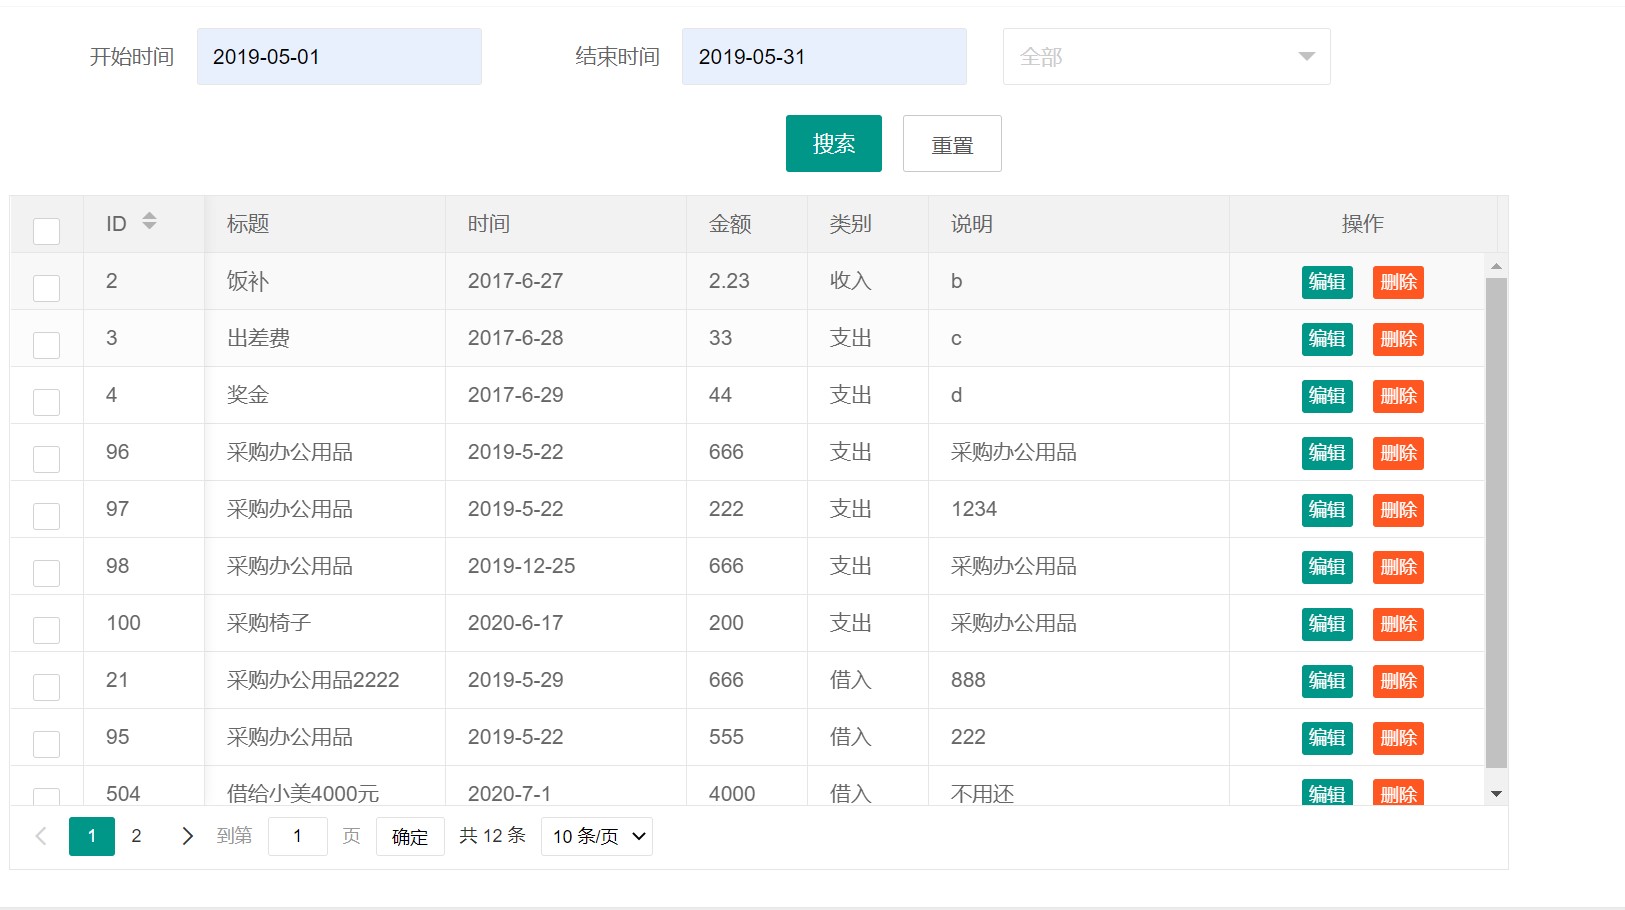 开始时间 2019-05-01 结束时间 2019-05-31 全部
搜索 重置
ID 标题 时间 金额 类别 说明 操作
2 饭补 2017-6-27 2.23 收入 b 编辑 删除
3 出差费 2017-6-28 33 支出 c 编辑 删除
4 奖金 2017-6-29 44 支出 d 编辑 删除
96 采购办公用品 2019-5-22 666 支出 采购办公用品 编辑 删除
97 采购办公用品 2019-5-22 222 支出 1234 编辑 删除
98 采购办公用品 2019-12-25 666 支出 采购办公用品 编辑 删除
100 采购椅子 2020-6-17 200 支出 采购办公用品 编辑 删除
21 采购办公用品2222 2019-5-29 666 借入 888 编辑 删除
95 采购办公用品 2019-5-22 555 借入 222 编辑 删除
504 借给小美4000元 2020-7-1 4000 借入 不用还 编辑 删除
1 2 到第 1 页 确定 共 12 条 10 条/页